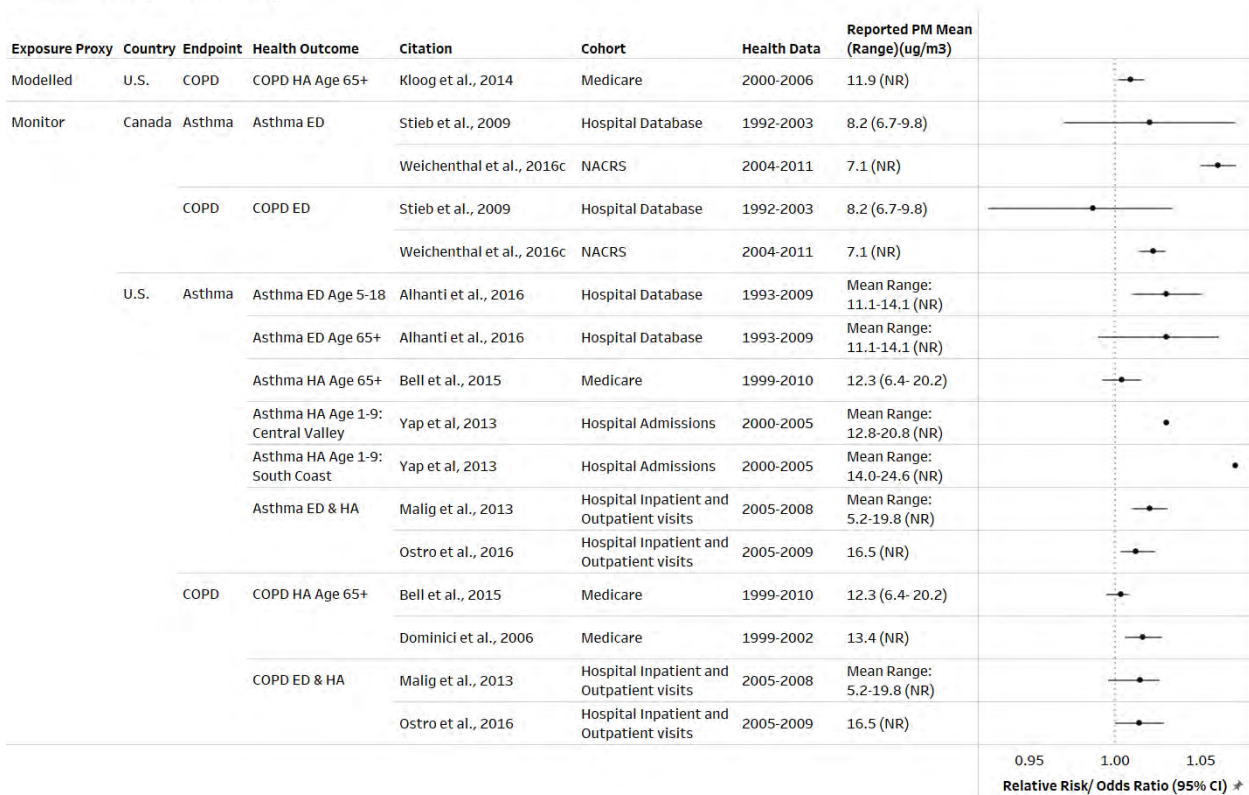 Reported PM Mean
Exposure Proxy Country Endpoint Health Outcome Citation Cohort Health Data (Range)(ug/m3)
Modelled U.S. COPD COPD HA Age 65+ Kloog et al., 2014 Medicare 2000-2006 11.9 (NR)
Monitor Canada Asthma Asthma ED Stieb et al., 2009 Hospital Database 1992-2003 8.2 (6.7-9.8)
Weichenthal et al., 2016c NACRS 2004-2011 7.1 (NR)
COPD COPD ED Stieb et al., 2009 Hospital Database 1992-2003 8.2 (6.7-9.8)
Weichenthal et al., 2016c NACRS 2004-2011 7.1 (NR)
U.S. Asthma Asthma ED Age 5-18 Alhanti et al., 2016 Hospital Database 1993-2009 Mean Range:
11.1-14.1 (NR)
Asthma ED Age 65+ Alhanti et al., 2016 Hospital Database 1993-2009 Mean Range:
11.1-14.1 (NR)
Asthma HA Age 65+ Bell et al., 2015 Medicare 1999-2010 12.3 (6.4- 20.2)
Asthma HA Age 1-9: Yap et al, 2013 Hospital Admissions 2000-2005 Mean Range:
Central Valley 12.8-20.8 (NR)
Asthma HA Age 1-9: Yap et al, 2013 Hospital Admissions 2000-2005 Mean Range:
South Coast 14.0-24.6 (NR)
Asthma ED & HA Malig et al., 2013 Hospital Inpatient and 2005-2008 Mean Range:
Outpatient visits 5.2-19.8 (NR)
Ostro et al., 2016 Hospital Inpatient and 2005-2009 16.5 (NR)
Outpatient visits
COPD COPD HA Age 65+ Bell et al., 2015 Medicare 1999-2010 12.3 (6.4- 20.2)
Dominici et al., 2006 Medicare 1999-2002 13.4 (NR)
COPD ED & HA Malig et al., 2013 Hospital Inpatient and 2005-2008 Mean Range:
Outpatient visits 5.2-19.8 (NR)
Ostro et al., 2016 Hospital Inpatient and 2005-2009 16.5 (NR)
Outpatient visits
0.95 1.00 1.05
Relative Risk/ Odds Ratio (95% CI)